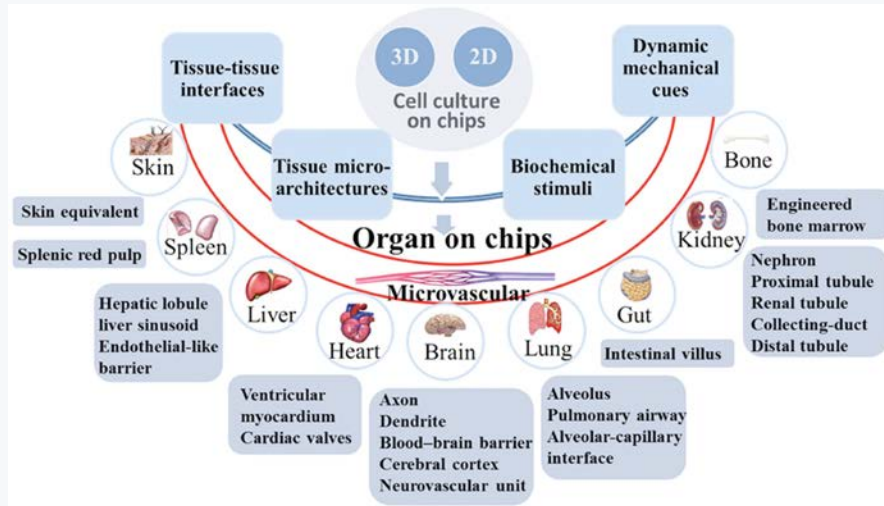 3D
2D
Cell culture
on chips
Tissue-tissue
interfaces
Dynamic
mechanical
cues
Tissue micro-
architectures
Biochemical
stimuli
Organ on chips
Microvascular
Skin
Skin equivalent
Spleen
Splenic red pulp
Liver
Hepatic lobule
liver sinusoid
Endothelial-like
barrier
Heart
Ventricular
myocardium
Cardiac valves
Brain
Axon
Dendrite
Blood–brain barrier
Cerebral cortex
Neurovascular unit
Lung
Alveolus
Pulmonary airway
Alveolar-capillary
interface
Gut
Intestinal villus
Kidney
Nephron
Proximal tubule
Renal tubule
Collecting-duct
Distal tubule
Bone
Engineered
bone marrow